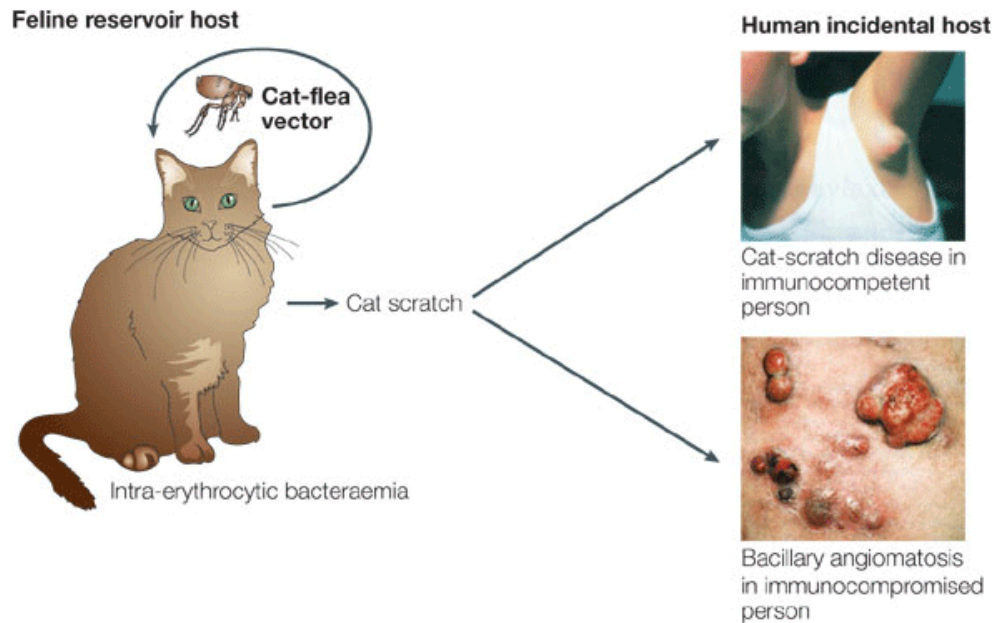 Feline reservoir host
Cat-flea
vector
Cat scratch
Intra-erythrocytic bacteraemia
Human incidental host
Cat-scratch disease in
immunocompetent
person
Bacillary angiomatosis
in immunocompromised
person